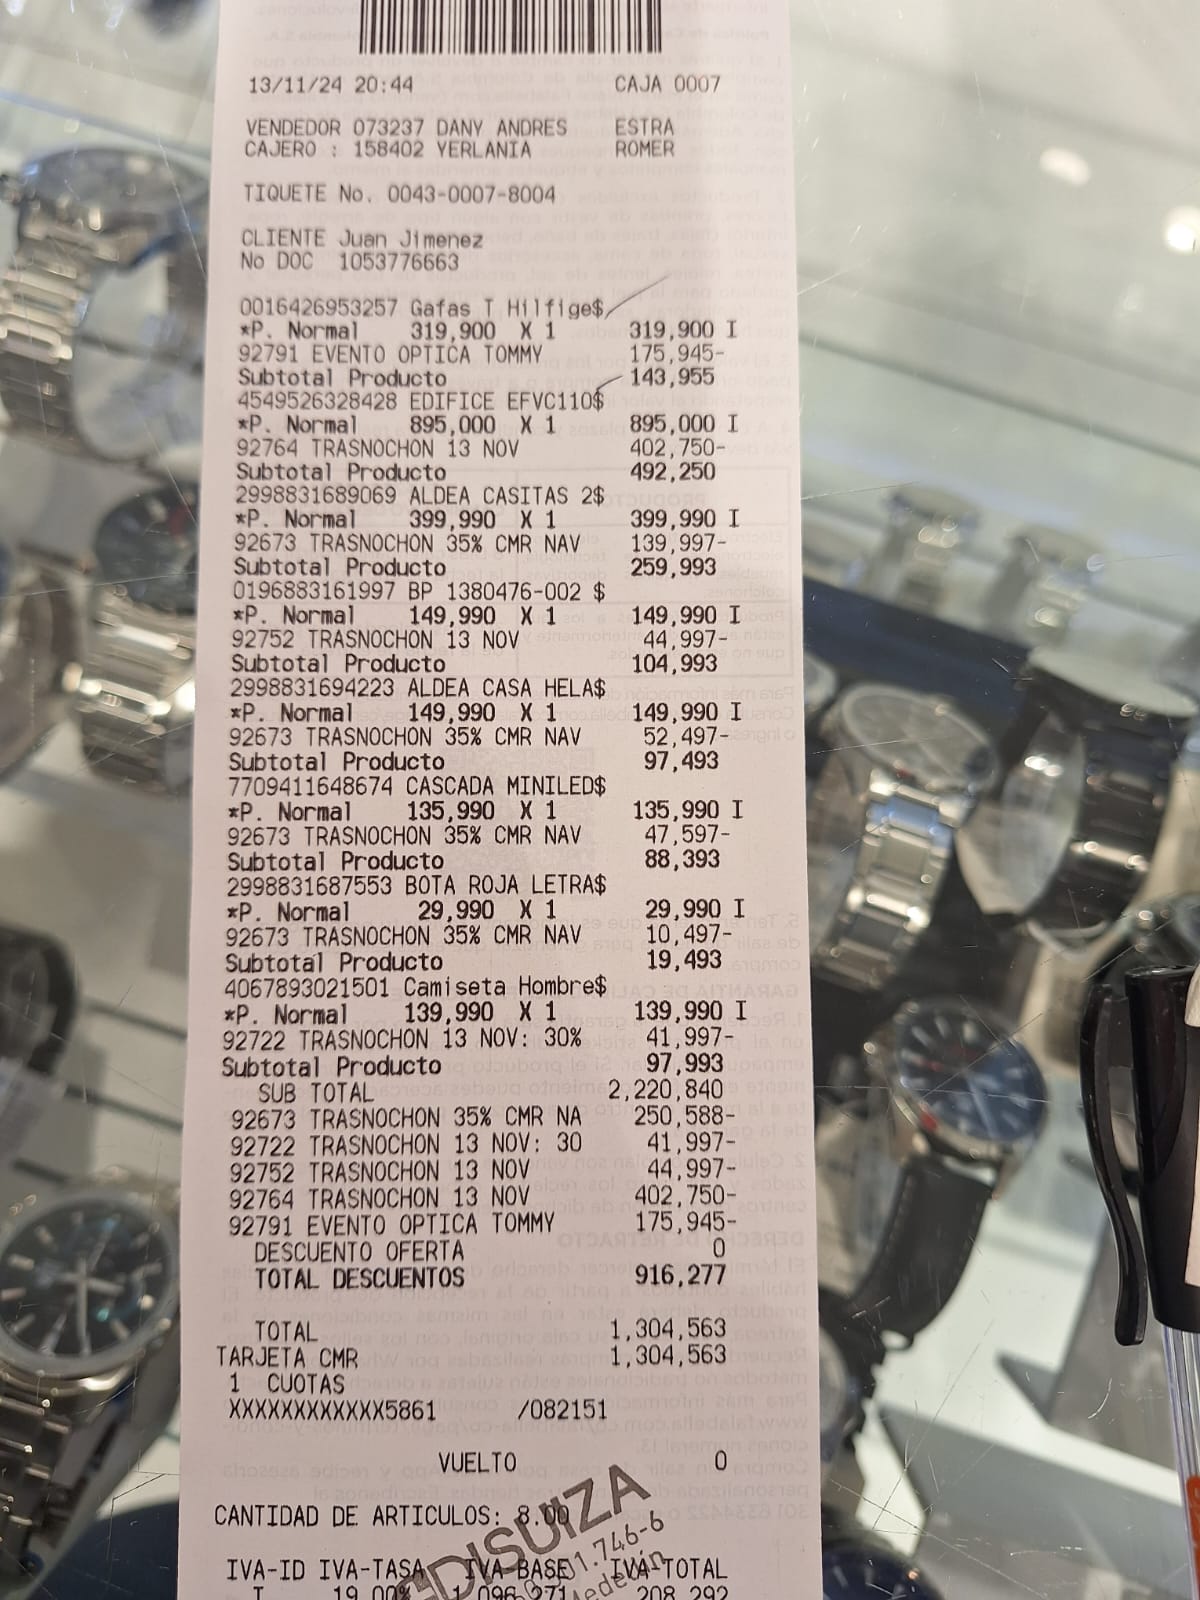 13/11/24 20:44 CAJA 0007
VENDEDOR 073237 DANY ANDRES ESTRA
CAJERO : 158402 YERLANIA ROMER
TIQUETE No. 0043-0007-8004
CLIENTE Juan Jimenez
No DOC 1053776663
0016426953257 Gafas T Hilfige$
*P. Normal 319,900 X 1 319,900 I
92791 EVENTO OPTICA TOMMY 175,945-
Subtotal Producto 143,955
4549526328428 EDIFICE EFVC110$
*P. Normal 895,000 X 1 895,000 I
92764 TRASNOCHON 13 NOV 402,750-
Subtotal Producto 492,250
2998831689069 ALDEA CASITAS 2$
*P. Normal 399,990 X 1 399,990 I
92673 TRASNOCHON 35% CMR NAV 139,997-
Subtotal Producto 259,993
0196883161997 BP 1380476-002 $
*P. Normal 149,990 X 1 149,990 I
92752 TRASNOCHON 13 NOV 44,997-
Subtotal Producto 104,993
2998831694223 ALDEA CASA HELA$
*P. Normal 149,990 X 1 149,990 I
92673 TRASNOCHON 35% CMR NAV 52,497-
Subtotal Producto 97,493
7709411648674 CASCADA MINILED$
*P. Normal 135,990 X 1 135,990 I
92673 TRASNOCHON 35% CMR NAV 47,597-
Subtotal Producto 88,393
2998831687553 BOTA ROJA LETRA$
*P. Normal 29,990 X 1 29,990 I
92673 TRASNOCHON 35% CMR NAV 10,497-
Subtotal Producto 19,493
4067893021501 Camiseta Hombre$
*P. Normal 139,990 X 1 139,990 I
92722 TRASNOCHON 13 NOV: 30% 41,997-
Subtotal Producto 97,993
SUB TOTAL 2,220,840
92673 TRASNOCHON 35% CMR NA 250,588-
92722 TRASNOCHON 13 NOV: 30 41,997-
92752 TRASNOCHON 13 NOV 44,997-
92764 TRASNOCHON 13 NOV 402,750-
92791 EVENTO OPTICA TOMMY 175,945-
DESCUENTO OFERTA 0
TOTAL DESCUENTOS 916,277
TOTAL 1,304,563
TARJETA CMR 1,304,563
1 CUOTAS
XXXXXXXXXXXX5861 /082151
VUELTO 0
CANTIDAD DE ARTICULOS: 8.00
IVA-ID IVA-TASA IVA-BASE IVA-TOTAL
I 19.00% 1,096,271 208,292